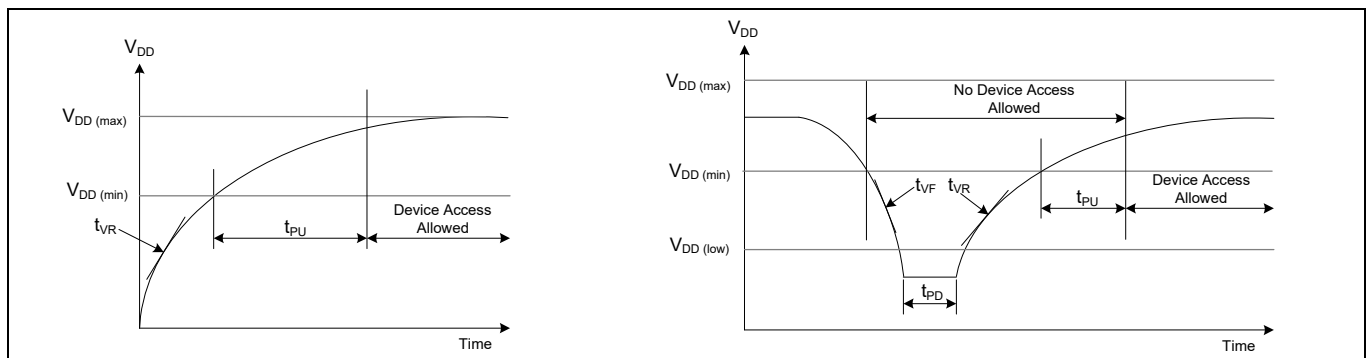 VDD
VDD (max)
VDD (min)
tVR
tPU
Device Access
Allowed
Time
VDD
VDD (max)
No Device Access
Allowed
VDD (min)
tVF
tVR
tPU
Device Access
Allowed
VDD (low)
tPD
Time